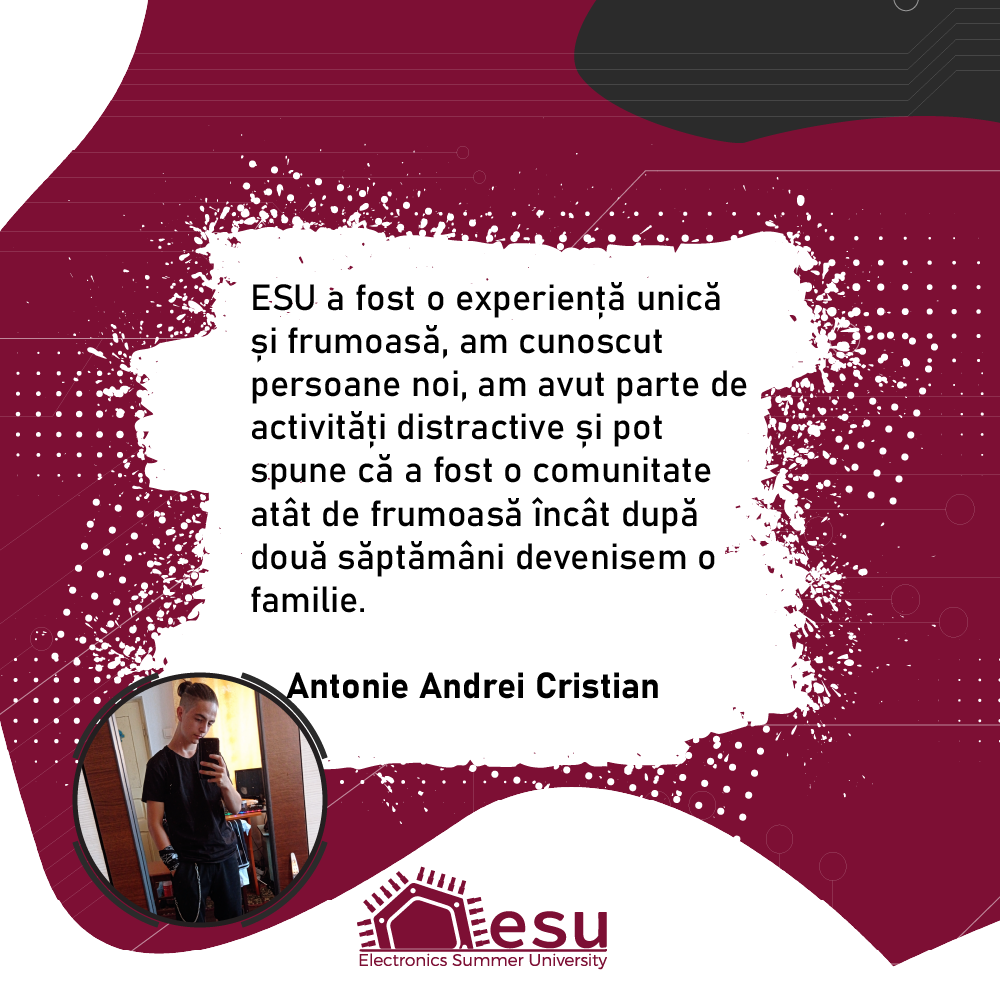 ESU a fost o experiență unică
și frumoasă, am cunoscut
persoane noi, am avut parte de
activități distractive și pot
spune că a fost o comunitate
atât de frumoasă încât după
două săptămâni devenisem o
familie.
Antonie Andrei Cristian
esu
Electronics Summer University